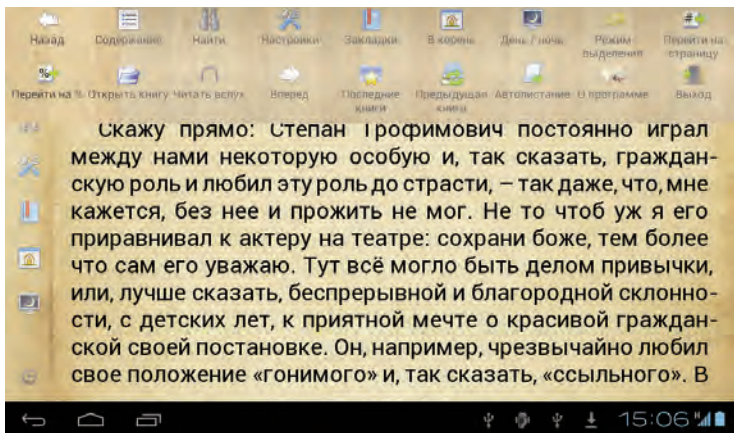 Назад Содержание Найти Настройки Закладки В корень День / ночь Режим выделения Перейти на страницу
Перейти на % Открыть книгу Читать вслух Вперед Последние книги Предыдущая книга Автолистание О программе Выход
Скажу прямо: Степан Трофимович постоянно играл
между нами некоторую особую и, так сказать, граждан-
скую роль и любил эту роль до страсти, – так даже, что, мне
кажется, без нее и прожить не мог. Не то чтоб уж я его
приравнивал к актеру на театре: сохрани боже, тем более
что сам его уважаю. Тут всё могло быть делом привычки,
или, лучше сказать, беспрерывной и благородной склонно-
сти, с детских лет, к приятной мечте о красивой граждан-
ской своей постановке. Он, например, чрезвычайно любил
свое положение «гонимого» и, так сказать, «ссыльного». В
15:06